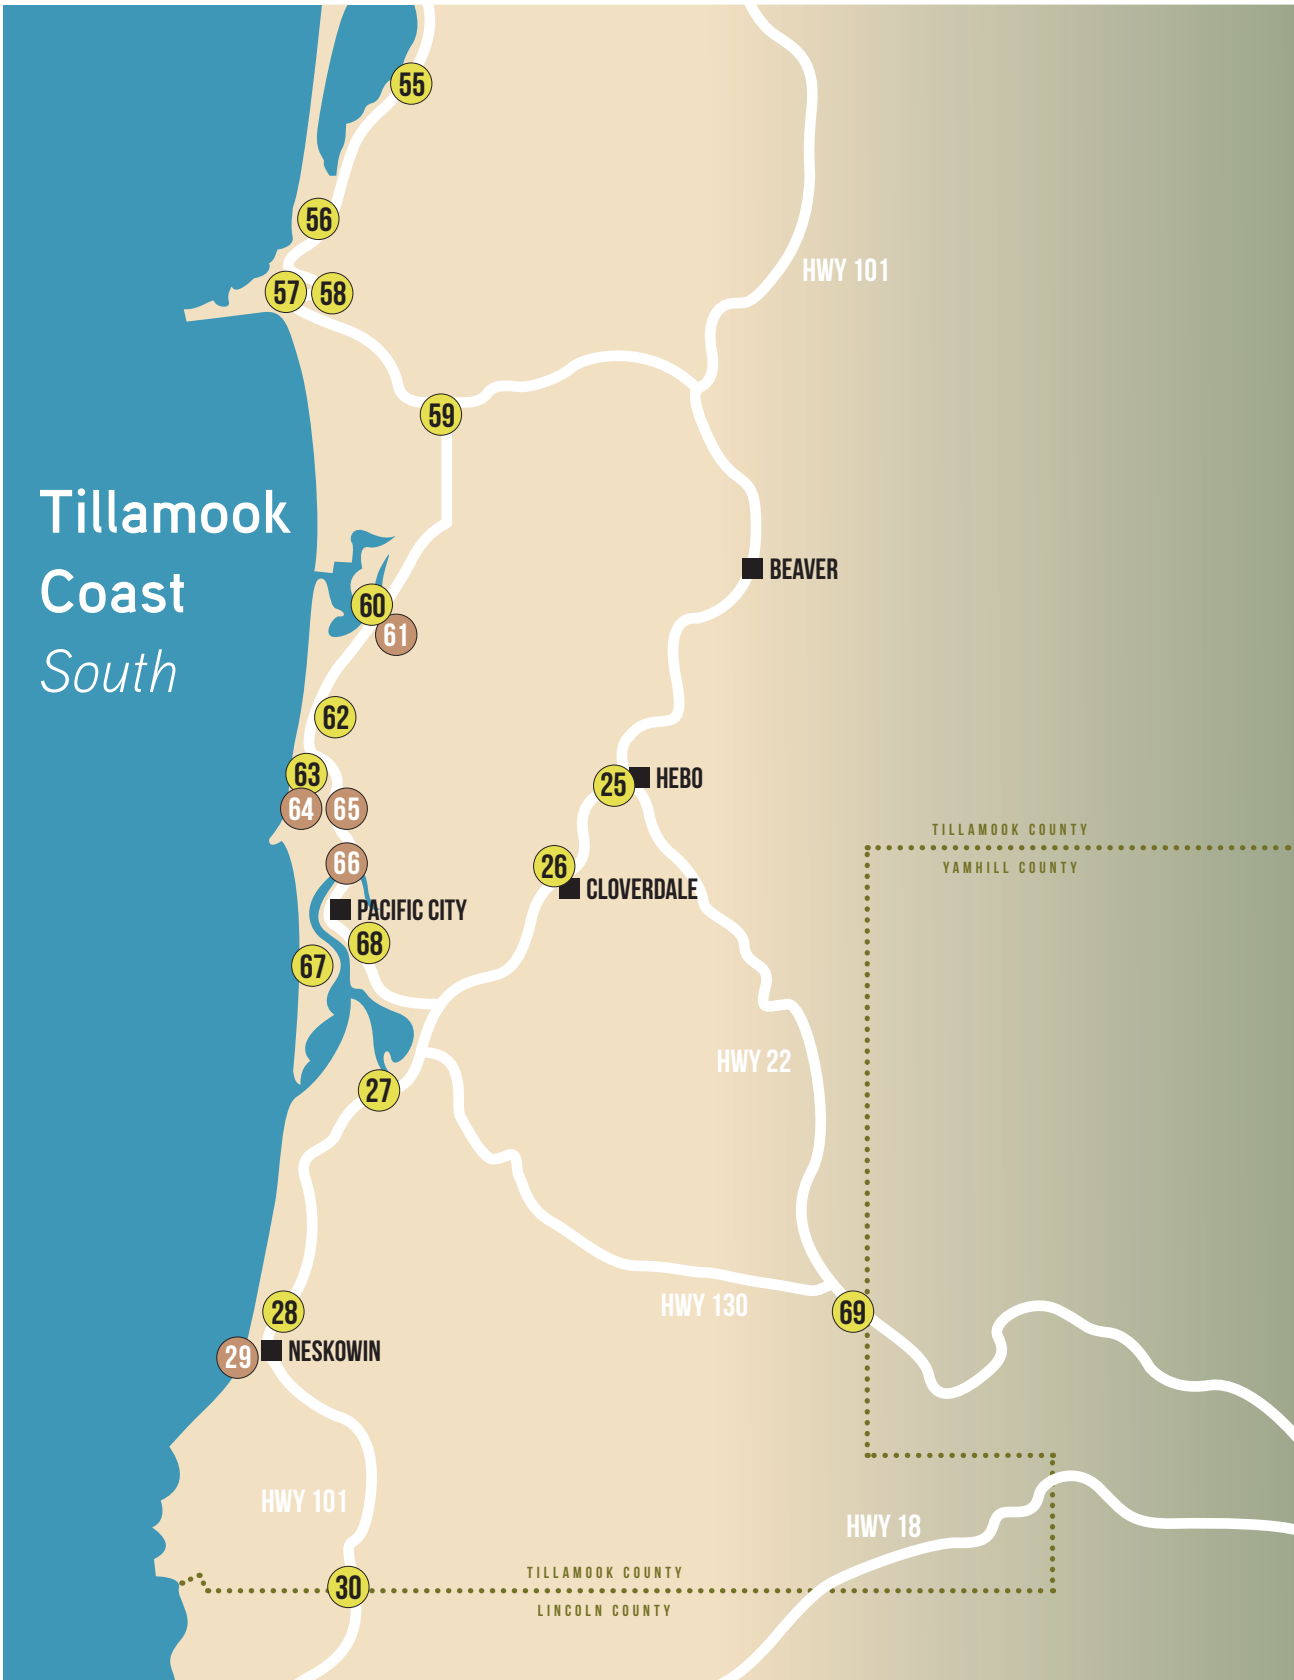 55
56
57
58
HWY 101
59
Tillamook
Coast
South
BEAVER
60
61
62
63
64
65
25
HEBO
66
26
CLOVERDALE
TILLAMOOK COUNTY
YAMHILL COUNTY
PACIFIC CITY
68
67
HWY 22
27
HWY 130
69
28
29
NESKOWIN
HWY 101
HWY 18
30
TILLAMOOK COUNTY
LINCOLN COUNTY